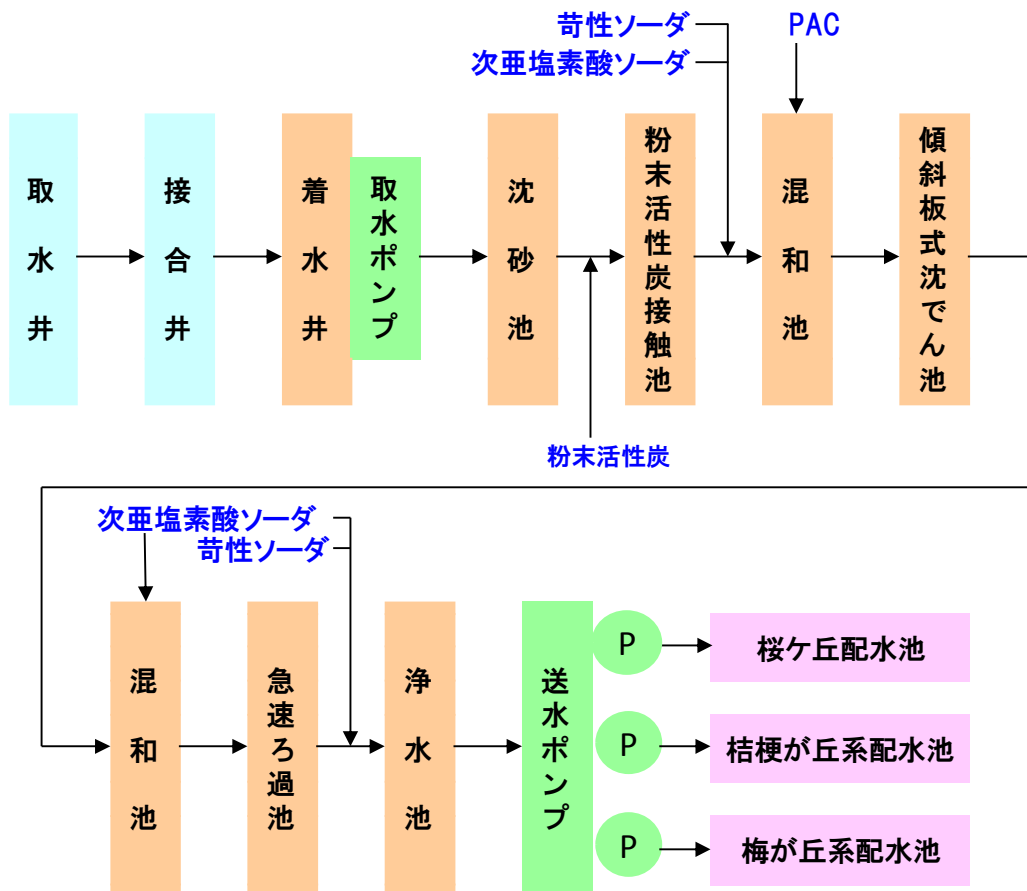 苛性ソーダ
PAC
次亜塩素酸ソーダ
取水井
接合井
着水井
取水ポンプ
沈砂池
粉末活性炭接触池
混和池
傾斜板式沈でん池
粉末活性炭
次亜塩素酸ソーダ
苛性ソーダ
混和池
急速ろ過池
浄水池
送水ポンプ
P
桜ケ丘配水池
P
桔梗が丘系配水池
P
梅が丘系配水池